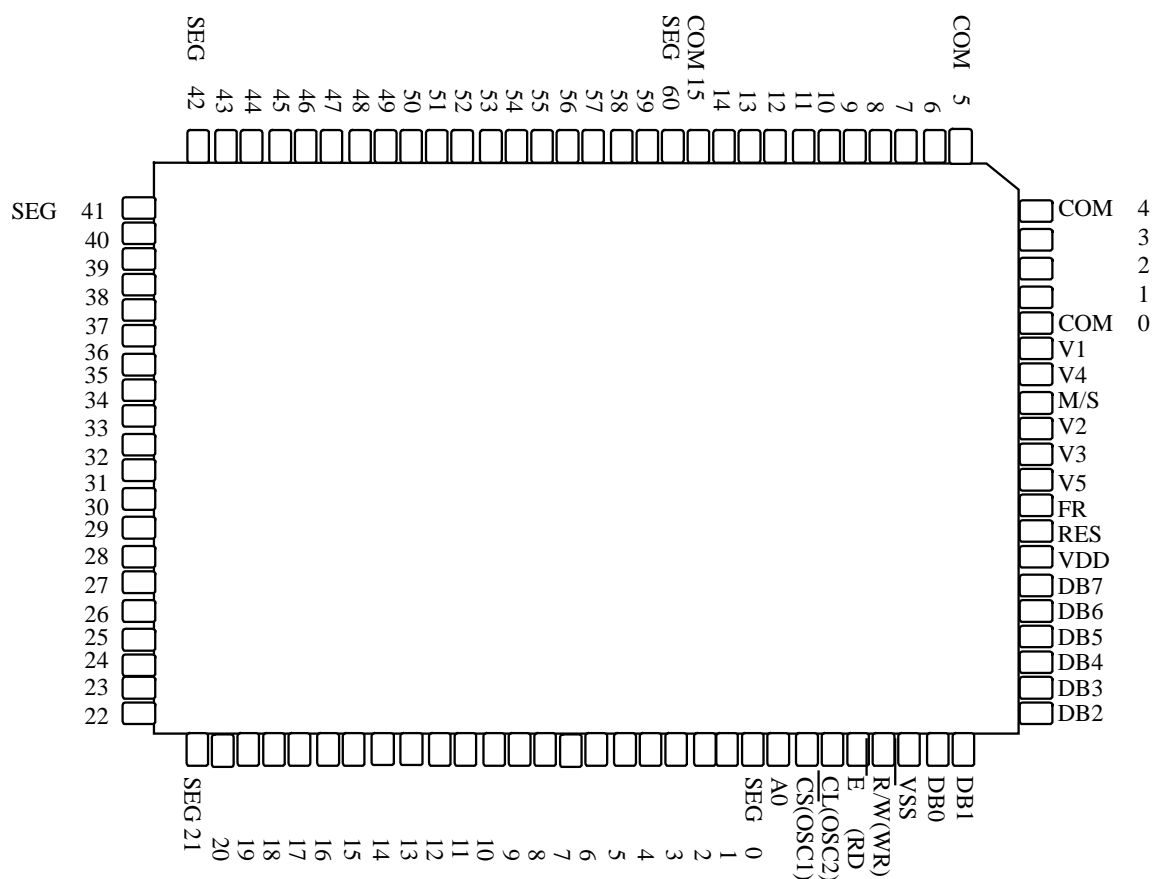 SEG 42 43 44 45 46 47 48 49 50 51 52 53 54 55 56 57 58 59 SEG 60 COM 15 14 13 12 11 10 9 8 7 6 COM 5
SEG 41
40
39
38
37
36
35
34
33
32
31
30
29
28
27
26
25
24
23
22
COM 4
3
2
1
COM 0
V1
V4
M/S
V2
V3
V5
FR
RES
VDD
DB7
DB6
DB5
DB4
DB3
DB2
SEG 21 20 19 18 17 16 15 14 13 12 11 10 9 8 7 6 5 4 3 2 1 SEG 0 A0 CS(OSC1) CL(OSC2) E (RD R/W(WR) VSS DB0 DB1